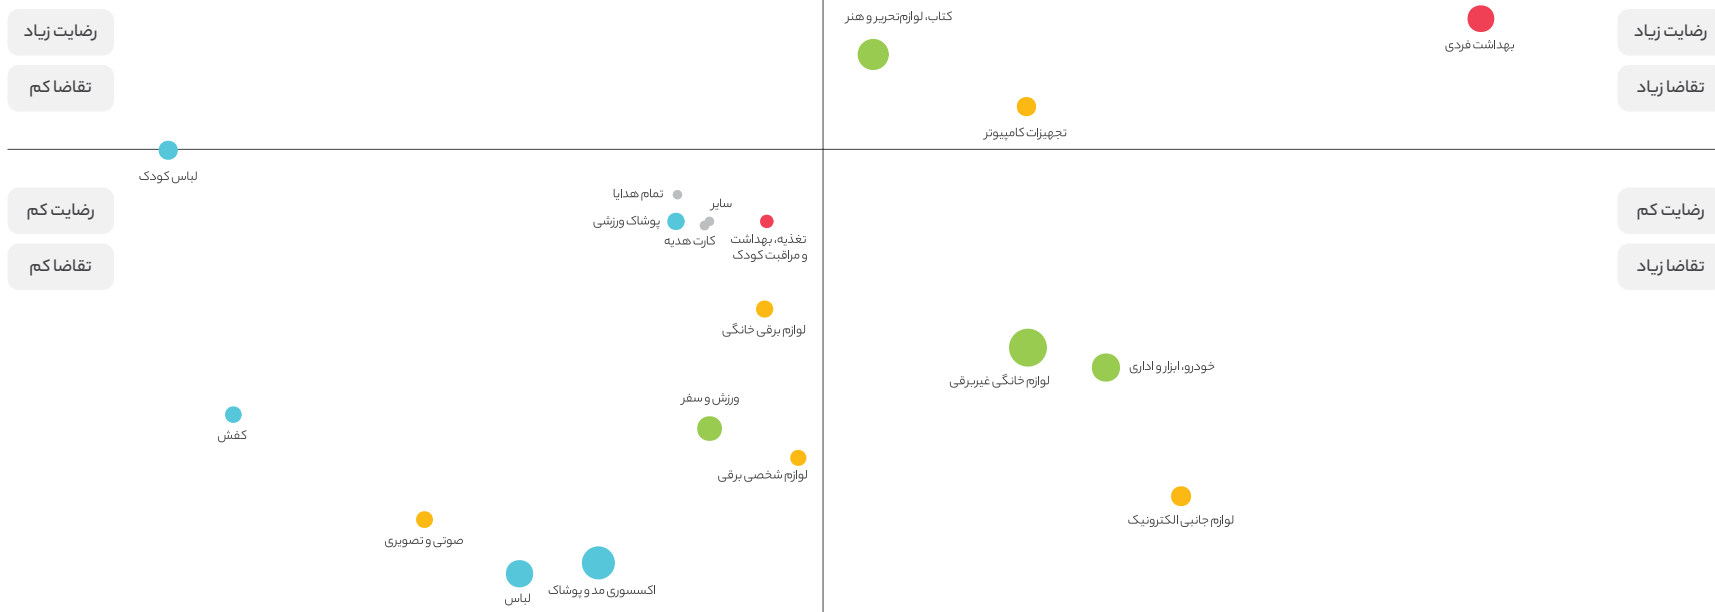 رضایت زیاد
تقاضا زیاد
بهداشت فردی
کتاب، لوازم‌تحریر و هنر
تجهیزات کامپیوتر
رضایت زیاد
تقاضا کم
لباس کودک
رضایت کم
تقاضا زیاد
تمام هدایا
سایر
پوشاک ورزشی
کارت هدیه
تغذیه، بهداشت
و مراقبت کودک
رضایت کم
تقاضا کم
لوازم برقی خانگی
خودرو، ابزار و اداری
لوازم خانگی غیربرقی
ورزش و سفر
کفش
لوازم شخصی برقی
لوازم جانبی الکترونیک
صوتی و تصویری
اکسسوری مد و پوشاک
لباس